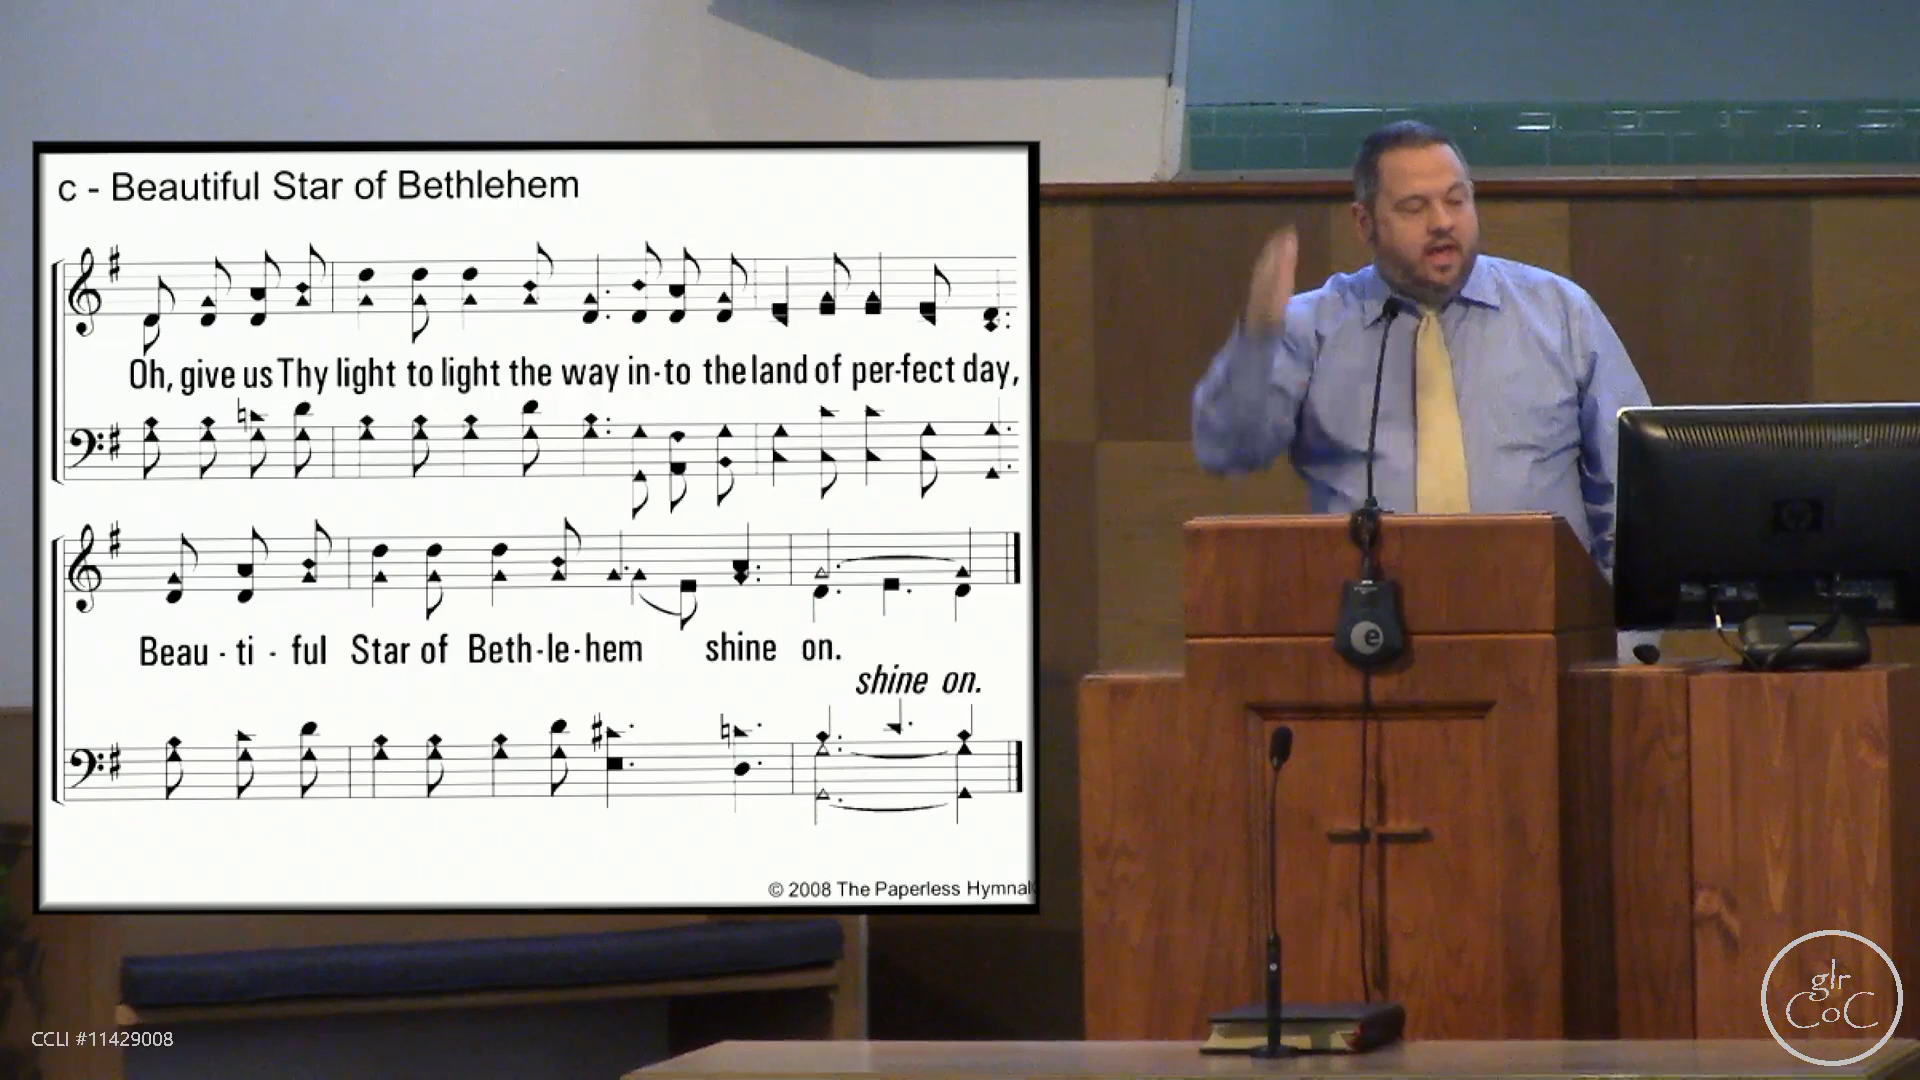 c - Beautiful Star of Bethlehem
Oh, give us Thy light to light the way in-to the land of per-fect day,
Beau - ti - ful Star of Beth-le-hem shine on.
shine on.
© 2008 The Paperless Hymnal
e
hp
glr
CoC
CCLI #11429008